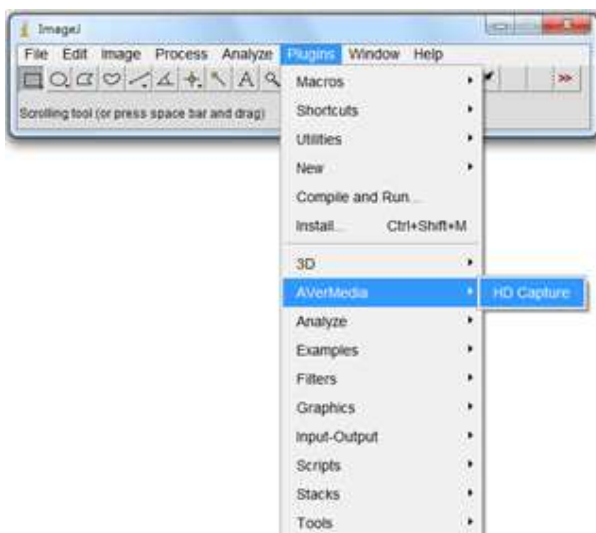 ImageJ
File Edit Image Process Analyze Plugins Window Help
A >>
Scrolling tool (or press space bar and drag)
Macros
Shortcuts
Utilities
New
Compile and Run...
Install... Ctrl+Shift+M
3D
AVerMedia HD Capture
Analyze
Examples
Filters
Graphics
Input-Output
Scripts
Stacks
Tools